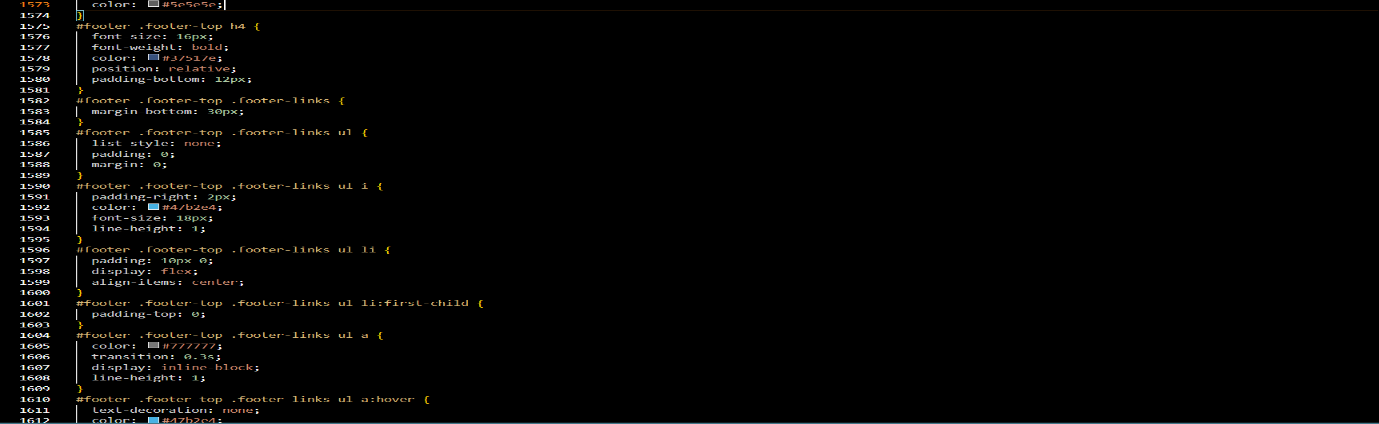 1573 color: #5e5e5e;
1574 }
1575 #footer .footer-top h4 {
1576 font-size: 16px;
1577 font-weight: bold;
1578 color: #37517e;
1579 position: relative;
1580 padding-bottom: 12px;
1581 }
1582 #footer .footer-top .footer-links {
1583 margin-bottom: 30px;
1584 }
1585 #footer .footer-top .footer-links ul {
1586 list-style: none;
1587 padding: 0;
1588 margin: 0;
1589 }
1590 #footer .footer-top .footer-links ul i {
1591 padding-right: 2px;
1592 color: #47b2e4;
1593 font-size: 18px;
1594 line-height: 1;
1595 }
1596 #footer .footer-top .footer-links ul li {
1597 padding: 10px 0;
1598 display: flex;
1599 align-items: center;
1600 }
1601 #footer .footer-top .footer-links ul li:first-child {
1602 padding-top: 0;
1603 }
1604 #footer .footer-top .footer-links ul a {
1605 color: #777777;
1606 transition: 0.3s;
1607 display: inline-block;
1608 line-height: 1;
1609 }
1610 #footer .footer-top .footer-links ul a:hover {
1611 text-decoration: none;
1612 color: #47b2e4;